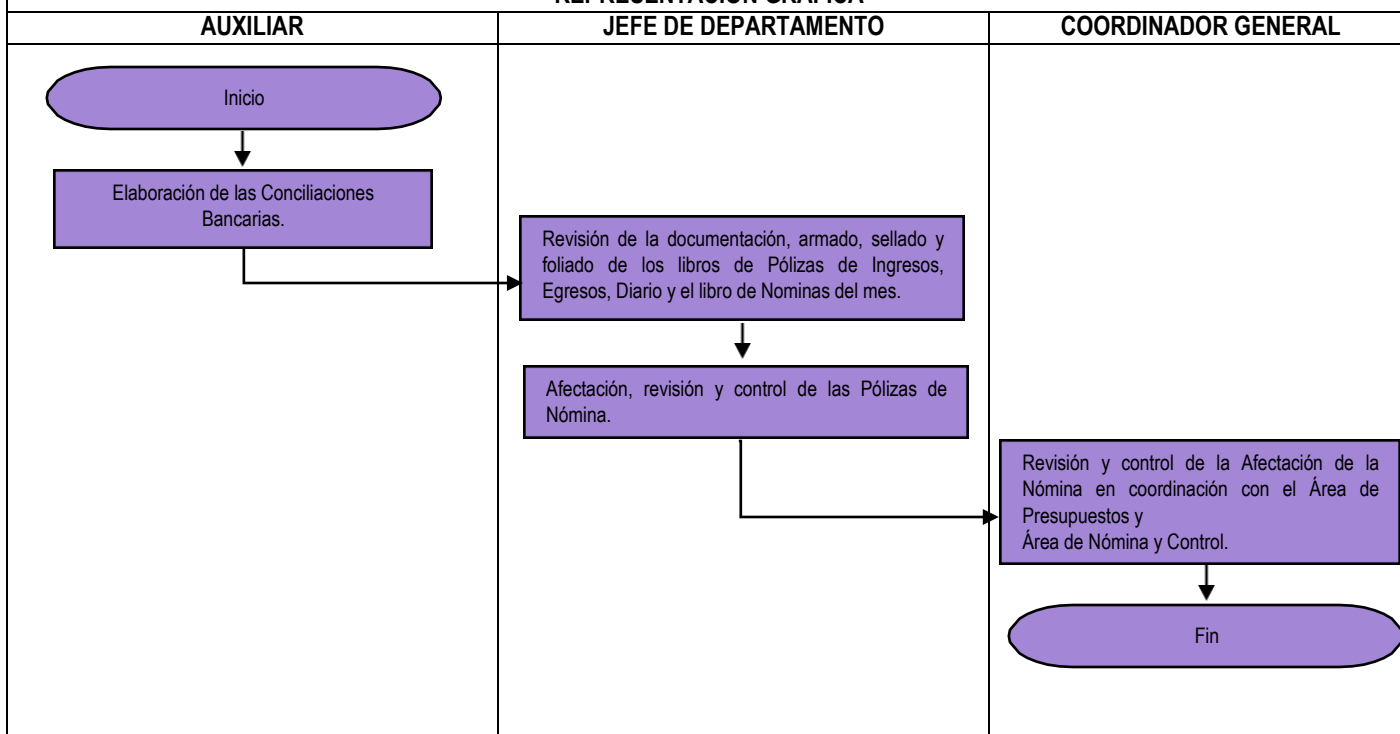 REPRESENTACIÓN GRÁFICA
AUXILIAR
JEFE DE DEPARTAMENTO
COORDINADOR GENERAL
Inicio
Elaboración de las Conciliaciones
Bancarias.
Revisión de la documentación, armado, sellado y
foliado de los libros de Pólizas de Ingresos,
Egresos, Diario y el libro de Nominas del mes.
Afectación, revisión y control de las Pólizas de
Nómina.
Revisión y control de la Afectación de la
Nómina en coordinación con el Área de
Presupuestos y
Área de Nómina y Control.
Fin